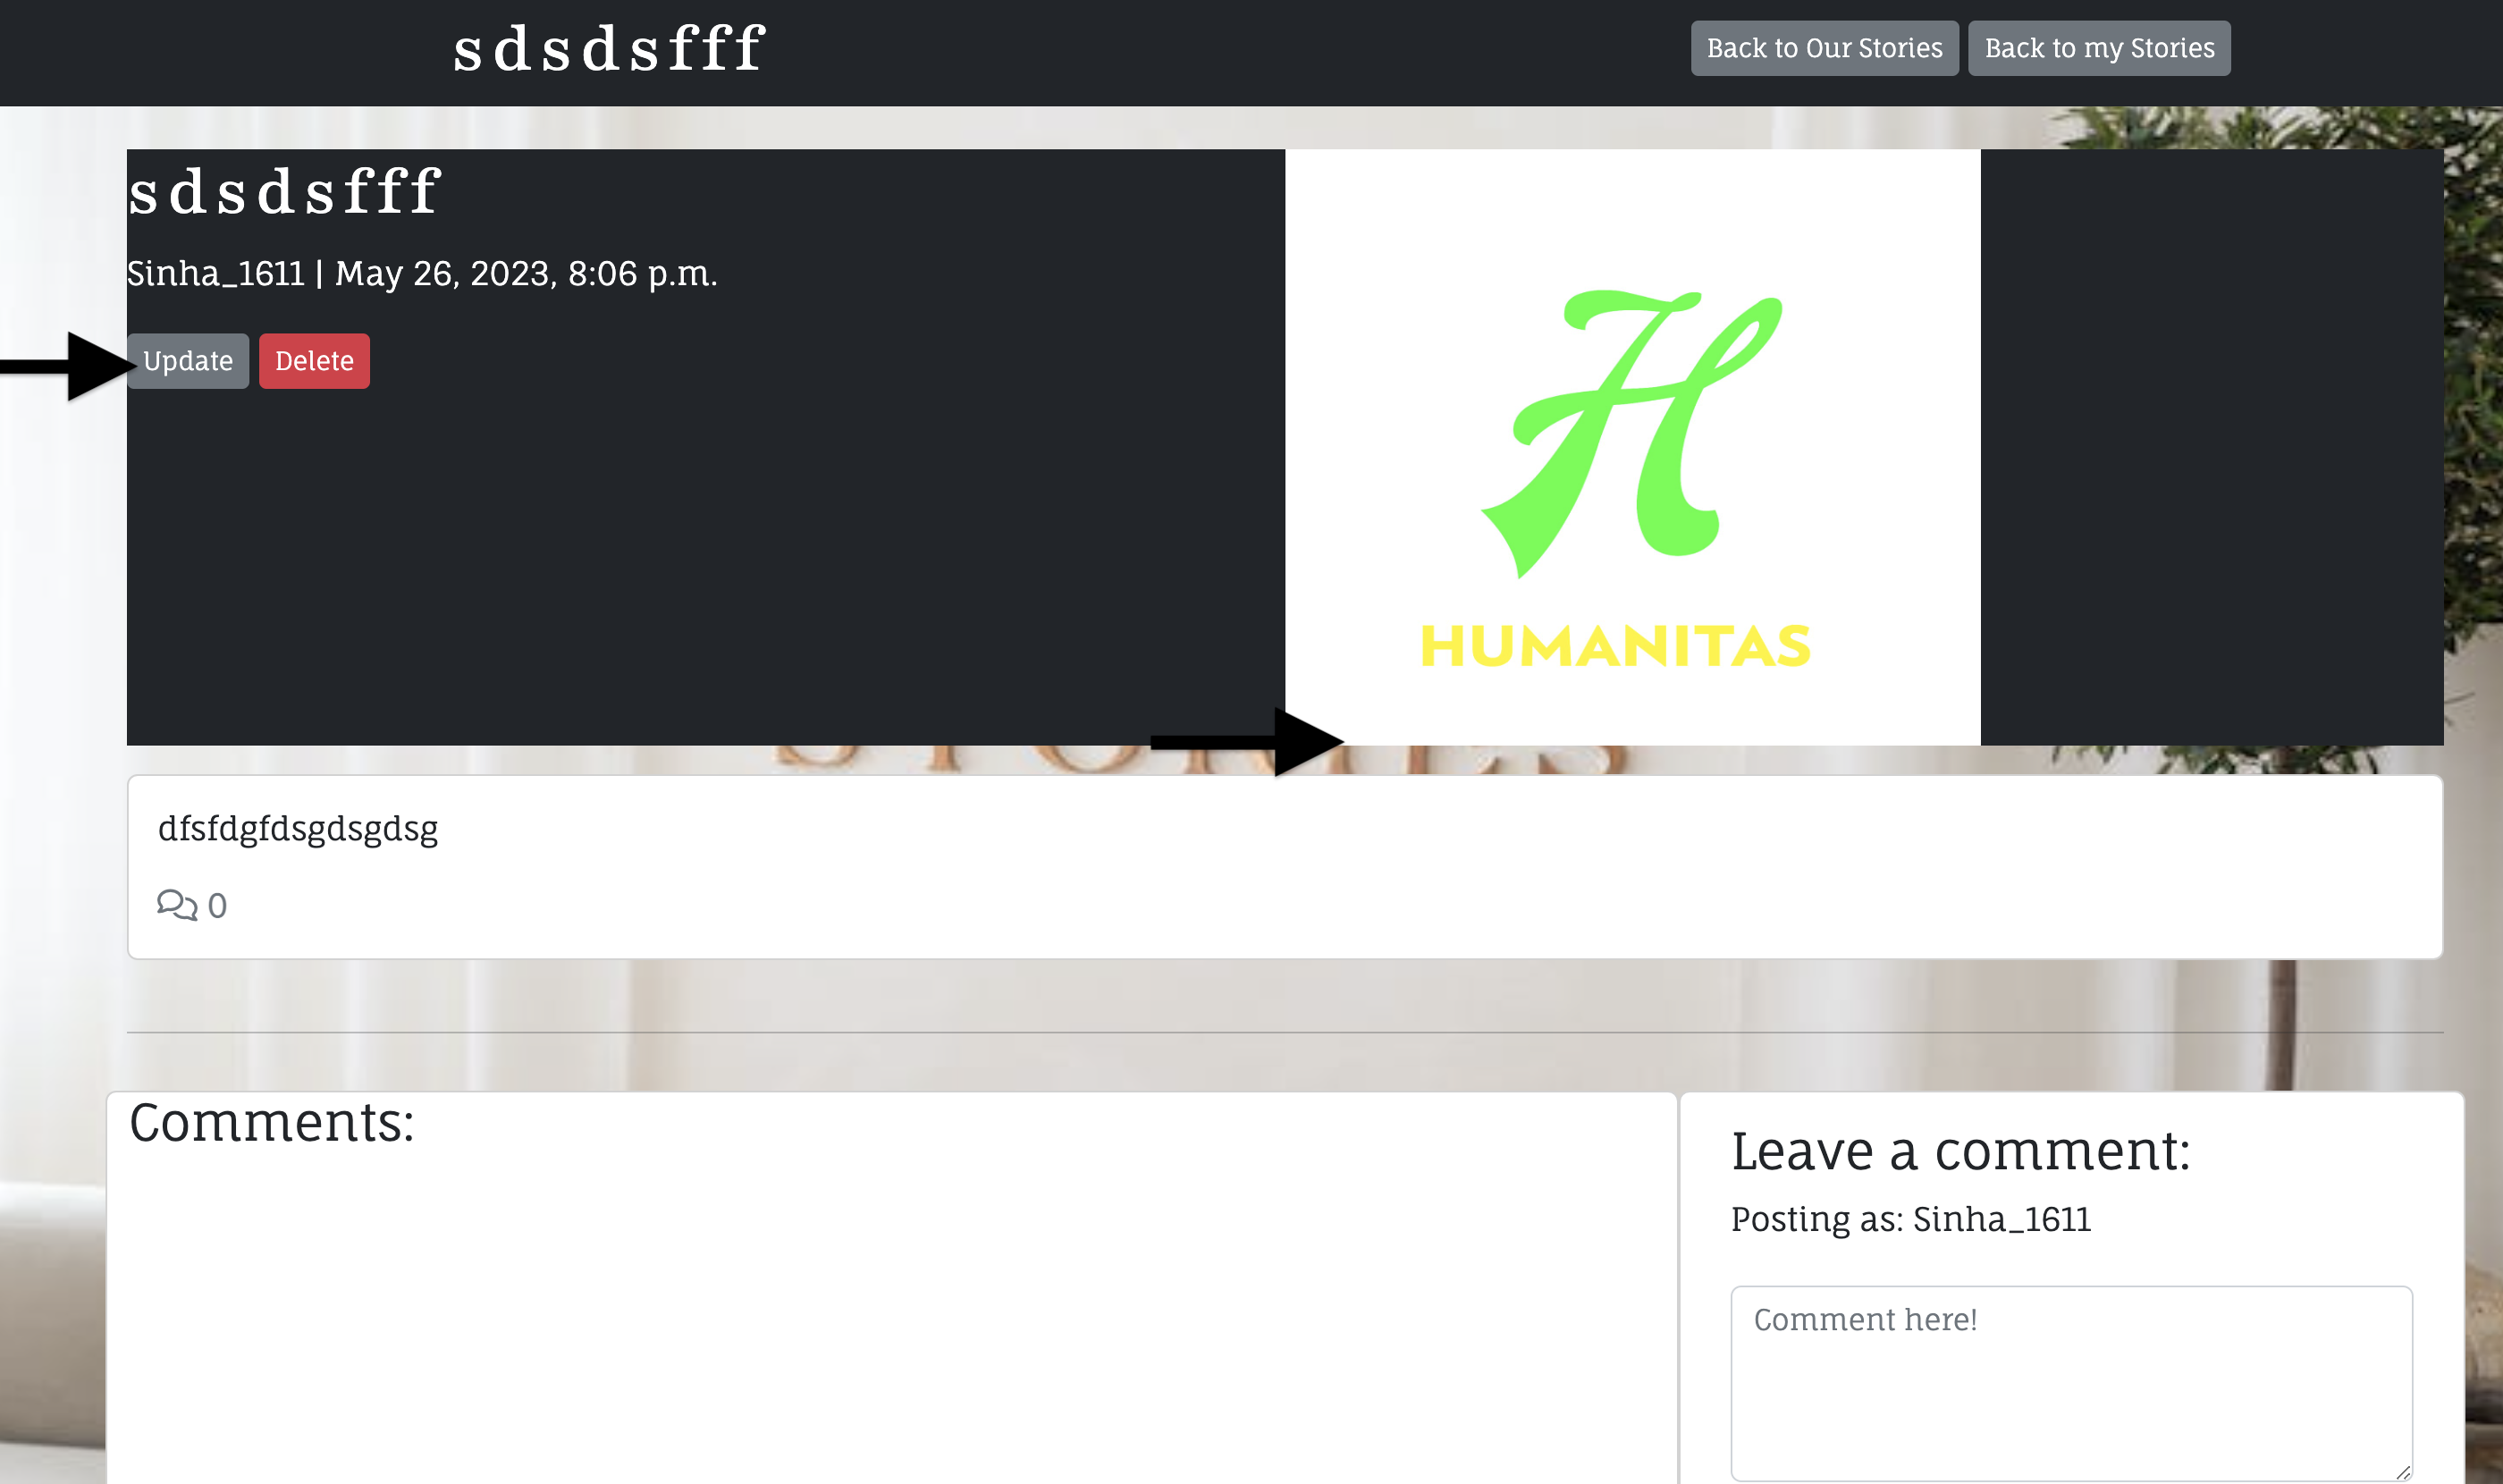 sdsdsfff
Back to Our Stories
Back to my Stories
sdsdsfff
Sinha_1611 | May 26, 2023, 8:06 p.m.
Update
Delete
H
HUMANITAS
dfsfdgfdsgdsgdsg
0
Comments:
Leave a comment:
Posting as: Sinha_1611
Comment here!